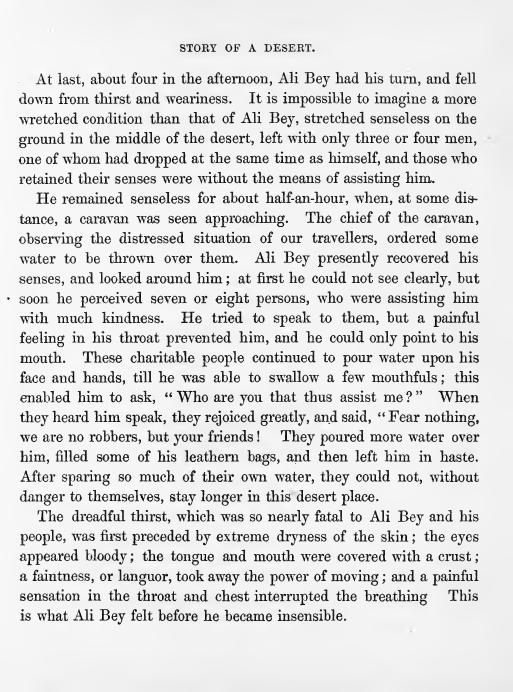 STORY OF A DESERT.
At last, about four in the afternoon, Ali Bey had his turn, and fell
down from thirst and weariness. It is impossible to imagine a more
wretched condition than that of Ali Bey, stretched senseless on the
ground in the middle of the desert, left with only three or four men,
one of whom had dropped at the same time as himself, and those who
retained their senses were without the means of assisting him.
He remained senseless for about half-an-hour, when, at some dis-
tance, a caravan was seen approaching. The chief of the caravan,
observing the distressed situation of our travellers, ordered some
water to be thrown over them. Ali Bey presently recovered his
senses, and looked around him; at first he could not see clearly, but
soon he perceived seven or eight persons, who were assisting him
with much kindness. He tried to speak to them, but a painful
feeling in his throat prevented him, and he could only point to his
mouth. These charitable people continued to pour water upon his
face and hands, till he was able to swallow a few mouthfuls; this
enabled him to ask, "Who are you that thus assist me?" When
they heard him speak, they rejoiced greatly, and said, "Fear nothing,
we are no robbers, but your friends! They poured more water over
him, filled some of his leathern bags, and then left him in haste.
After sparing so much of their own water, they could not, without
danger to themselves, stay longer in this desert place.
The dreadful thirst, which was so nearly fatal to Ali Bey and his
people, was first preceded by extreme dryness of the skin; the eyes
appeared bloody; the tongue and mouth were covered with a crust;
a faintness, or languor, took away the power of moving; and a painful
sensation in the throat and chest interrupted the breathing This
is what Ali Bey felt before he became insensible.